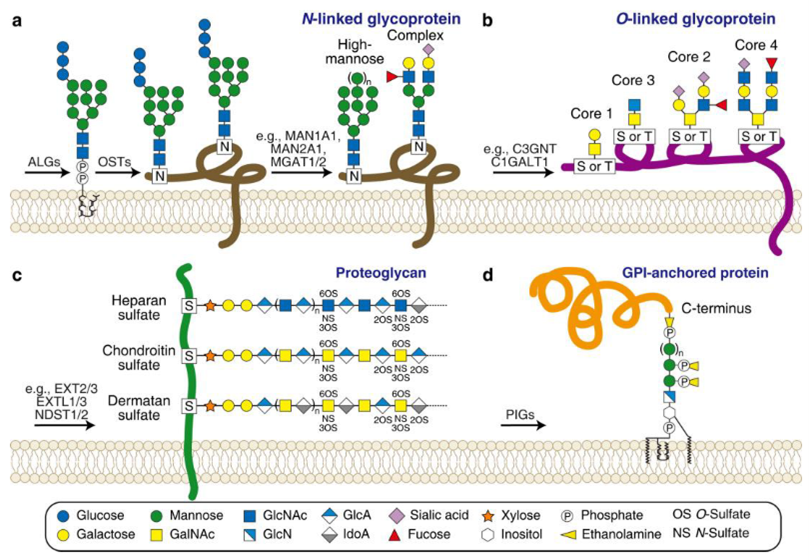 a
N-linked glycoprotein
High-
mannose
( )n
Complex
ALGs
OSTs
P
P
N
N
e.g., MAN1A1,
MAN2A1,
MGAT1/2
N
N
b
O-linked glycoprotein
Core 1
Core 3
Core 2
Core 4
e.g., C3GNT
C1GALT1
S or T
S or T
S or T
S or T
c
Proteoglycan
Heparan
sulfate
S
( )n
6OS 6OS
NS 2OS NS 2OS
3OS 3OS
Chondroitin
sulfate
S
( )n
6OS 6OS
NS 2OS NS
3OS 3OS
Dermatan
sulfate
S
( )n
6OS 6OS
NS 2OS NS 2OS
3OS 3OS
e.g., EXT2/3
EXTL1/3
NDST1/2
d
GPI-anchored protein
C-terminus
P
( )n
P
P
P
PIGs
Glucose Mannose GlcNAc GlcA Sialic acid Xylose P Phosphate OS O-Sulfate
Galactose GalNAc GlcN IdoA Fucose Inositol Ethanolamine NS N-Sulfate